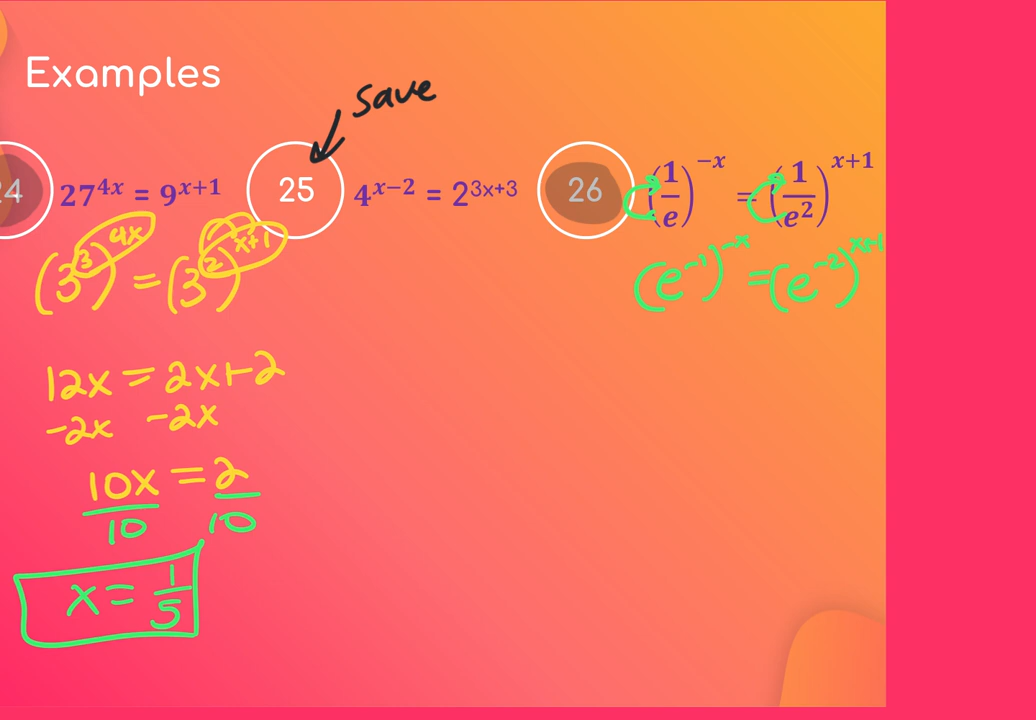 Examples
save
24 27^{4x} = 9^{x+1}
25 4^{x-2} = 2^{3x+3}
26 (1/e)^{-x} = (1/e^2)^{x+1}
(3^3)^{4x} = (3^2)^{x+1}
(e^{-1})^{-x} = (e^{-2})^{x+1}
12x = 2x+2
-2x -2x
10x = 2
10 10
x = 1/5